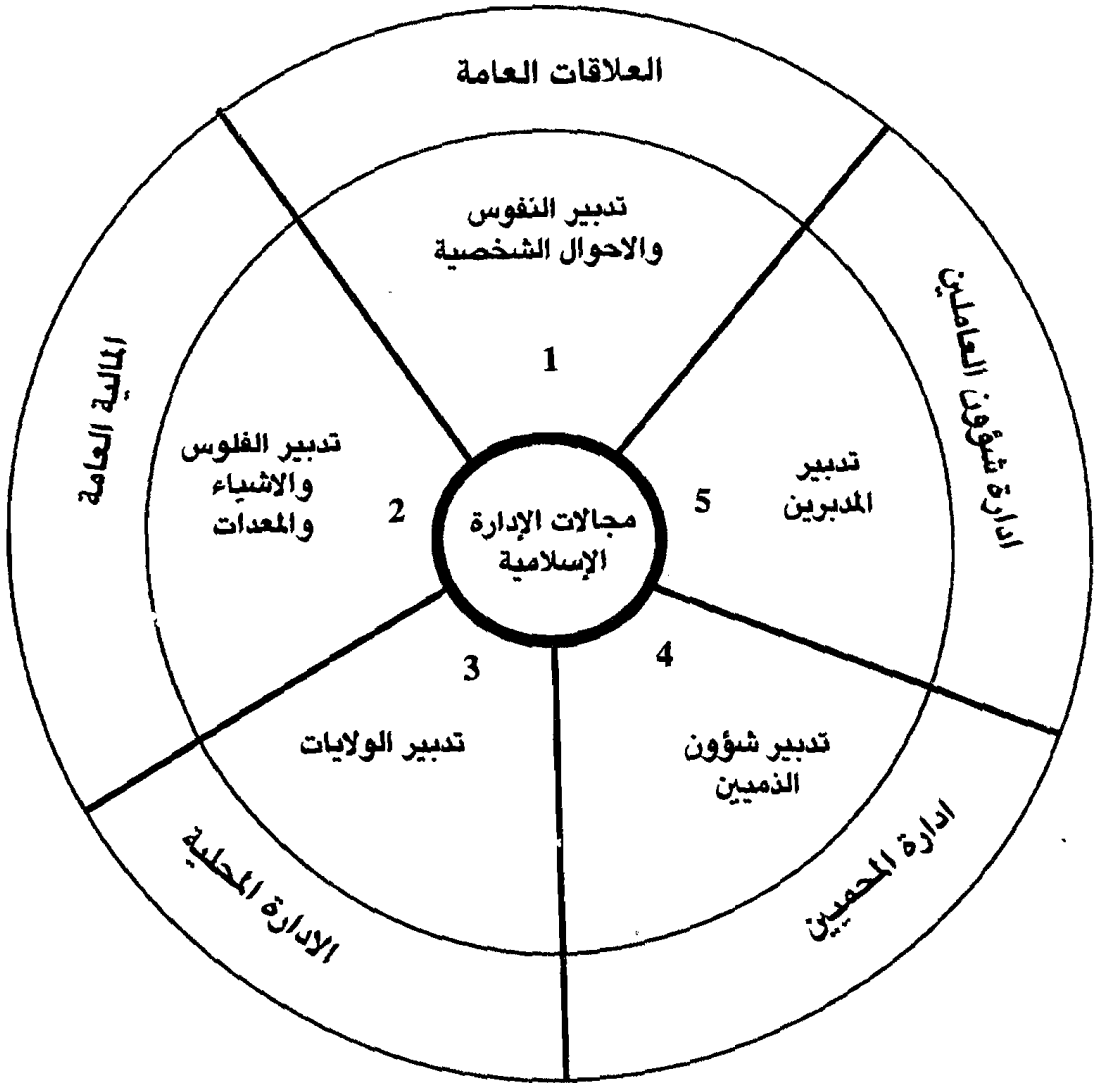 العلاقات العامة
تدبير النفوس
والاحوال الشخصية
1
المالية العامة
تدبير الفلوس
والاشياء
والمعدات
2
مجالات الإدارة
الإسلامية
5
تدبير
المدبرين
ادارة شؤون العاملين
3
تدبير الولايات
الادارة المحلية
4
تدبير شؤون
الذميين
ادارة المحميين